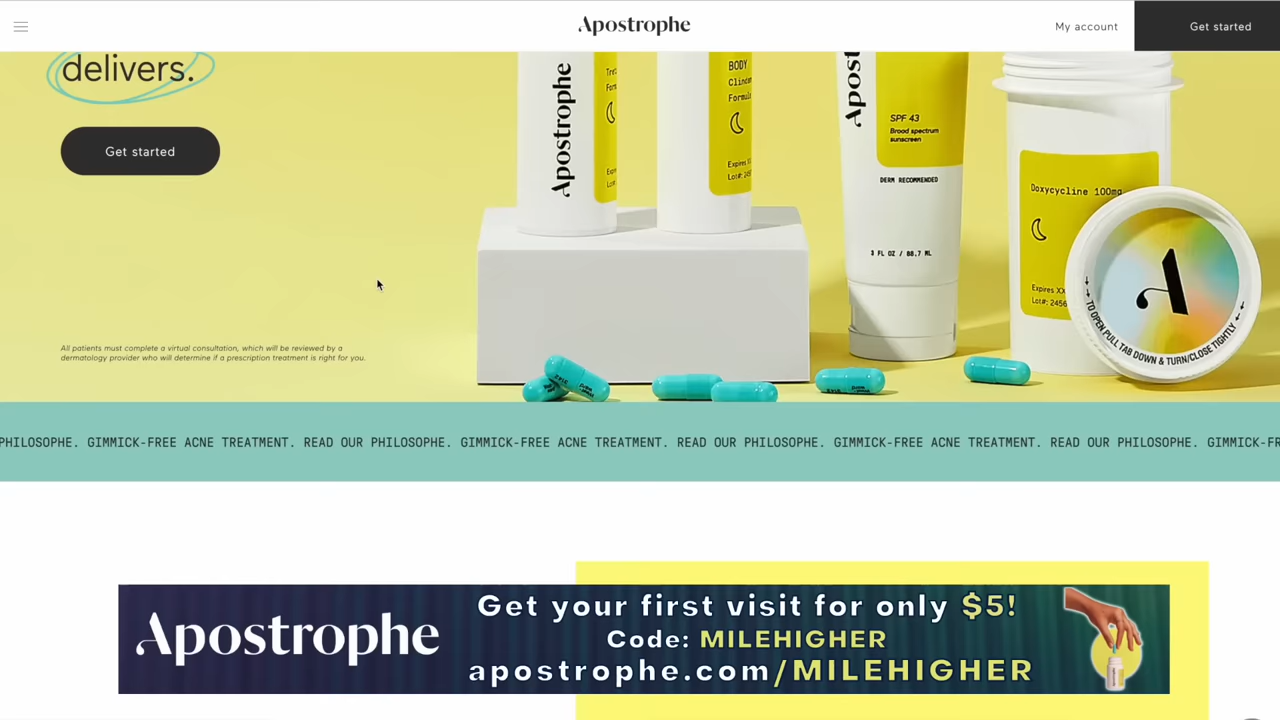 Apostrophe
My account
Get started
delivers.
Get started
Apostrophe
BODY
Formula
Apost
SPF 43
Broad spectrum
sunscreen
DERM RECOMMENDED
3 FL OZ / 88.7 ML
Doxycycline 100mg
Expires XX
Lot#: 2456
TO OPEN PULL TAB DOWN & TURN/CLOSE TIGHTLY
All patients must complete a virtual consultation, which will be reviewed by a
dermatology provider who will determine if a prescription treatment is right for you.
PHILOSOPHE. GIMMICK-FREE ACNE TREATMENT. READ OUR PHILOSOPHE. GIMMICK-FREE ACNE TREATMENT. READ OUR PHILOSOPHE. GIMMICK-FREE ACNE TREATMENT. READ OUR PHILOSOPHE. GIMMICK-FR
Apostrophe
Get your first visit for only $5!
Code: MILEHIGHER
apostrophe.com/MILEHIGHER